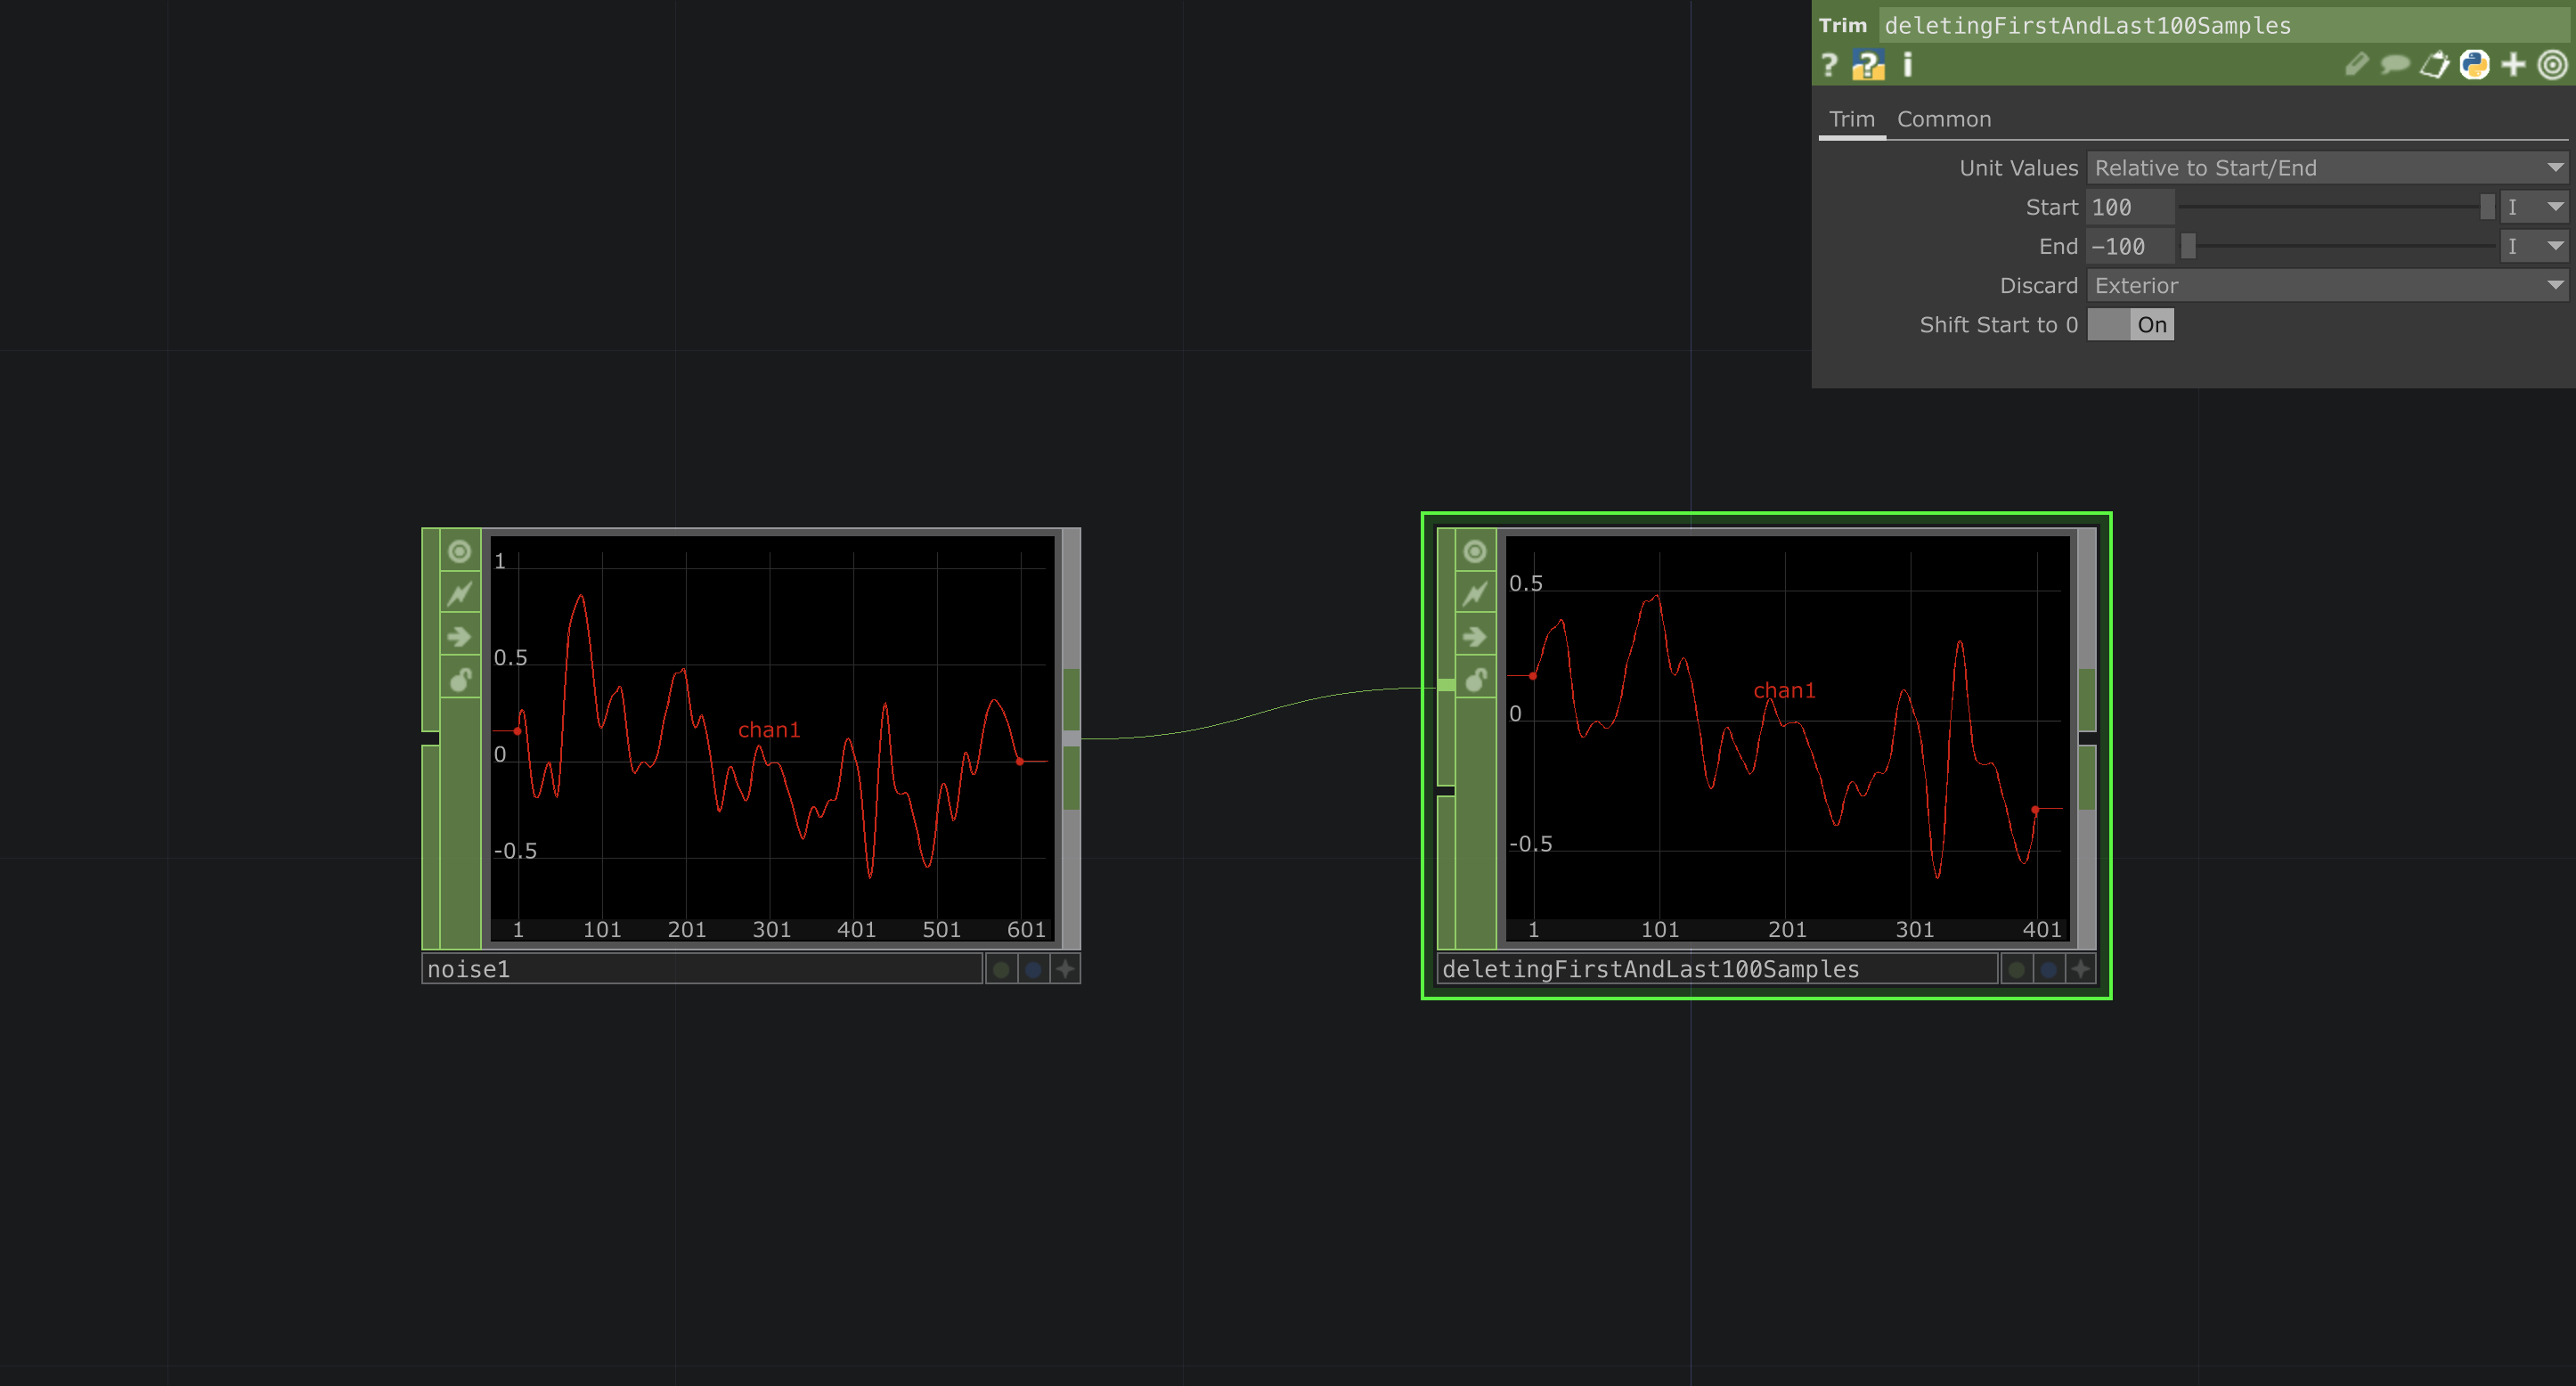 Trim deletingFirstAndLast100Samples
? ? i
Trim Common
Unit Values Relative to Start/End
Start 100 I
End -100 I
Discard Exterior
Shift Start to 0 On
1
0.5
chan1
0
-0.5
1 101 201 301 401 501 601
noise1
0.5
chan1
0
-0.5
1 101 201 301 401
deletingFirstAndLast100Samples